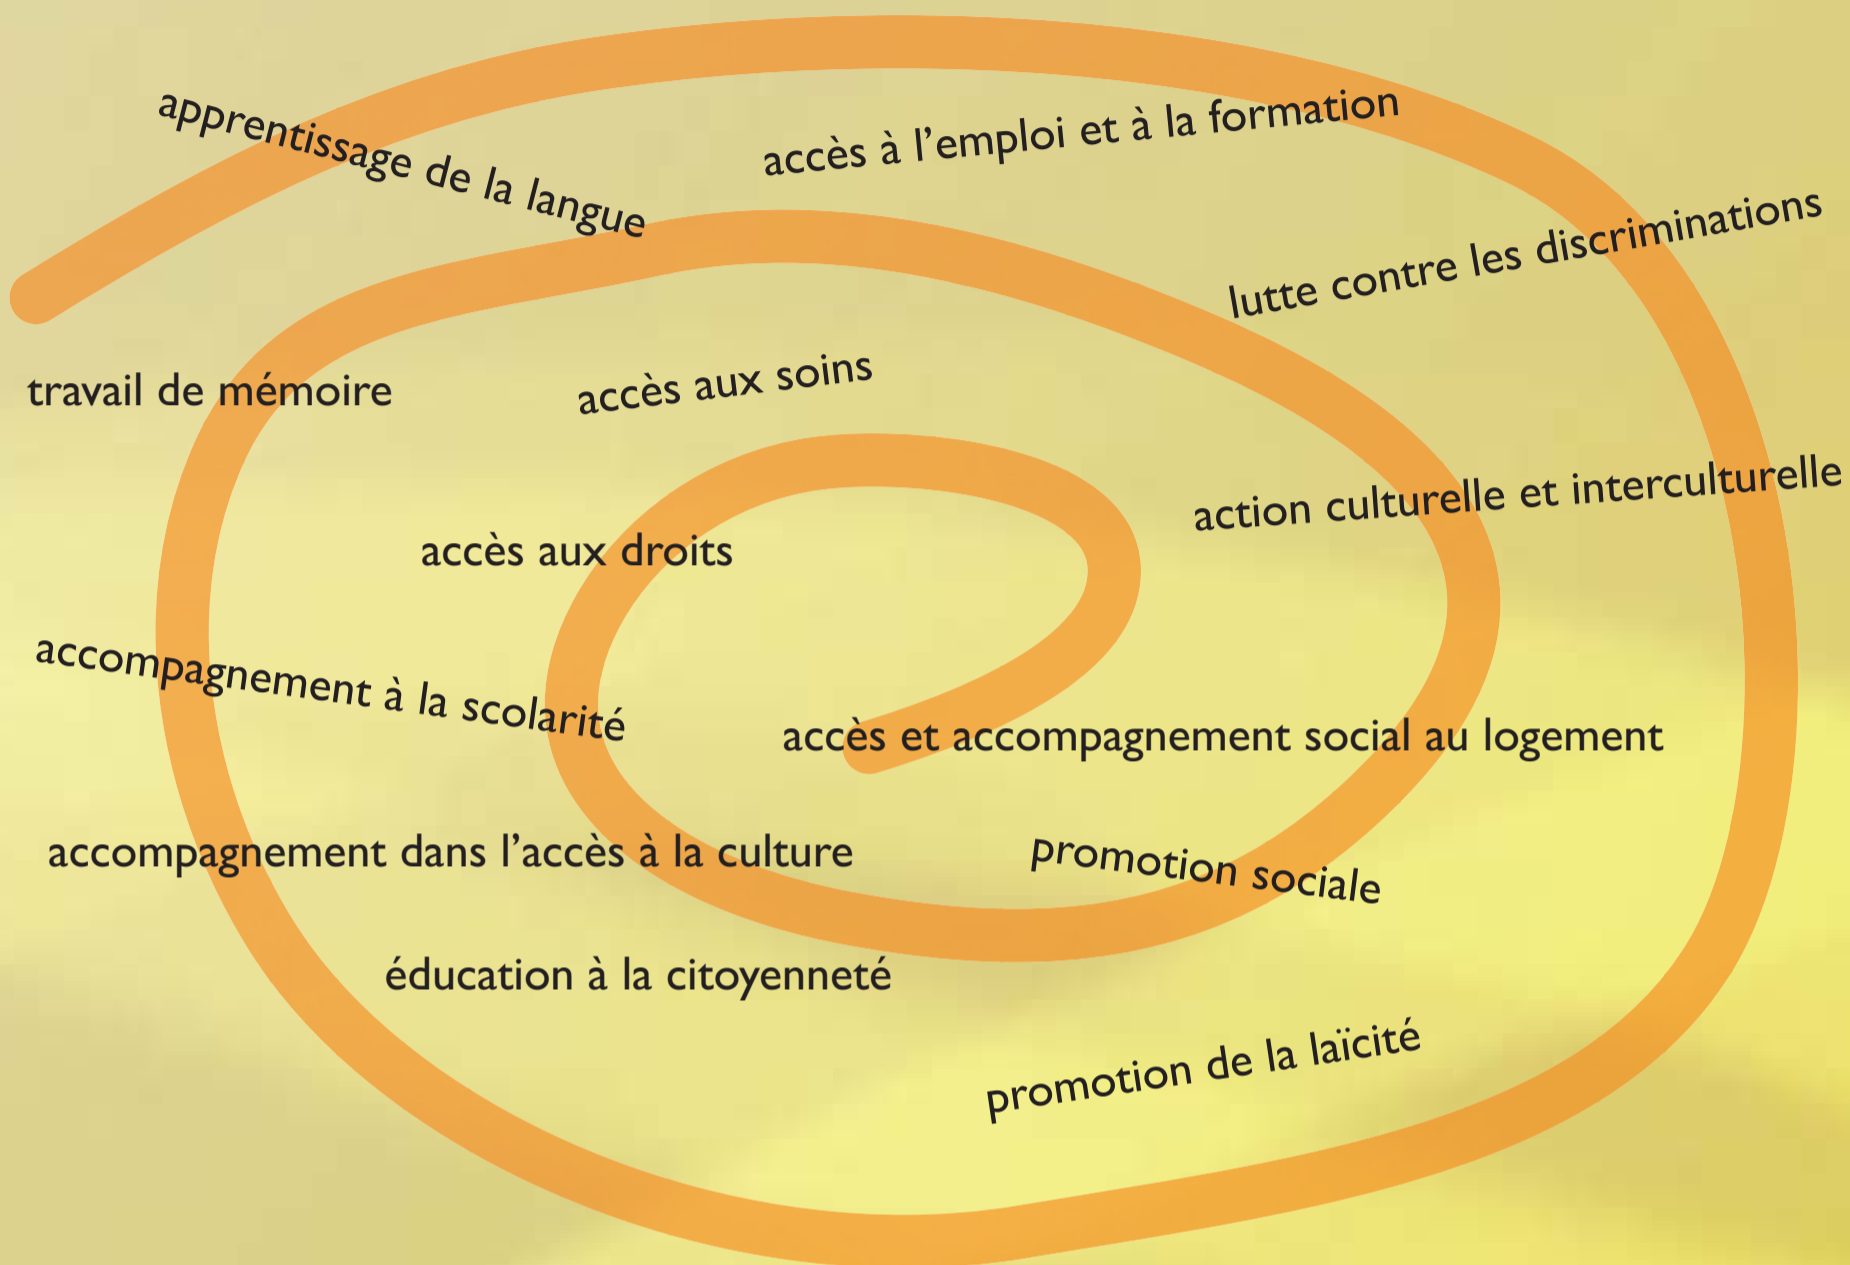 apprentissage de la langue
accès à l’emploi et à la formation
lutte contre les discriminations
travail de mémoire
accès aux soins
action culturelle et interculturelle
accès aux droits
accompagnement à la scolarité
accès et accompagnement social au logement
accompagnement dans l’accès à la culture
promotion sociale
éducation à la citoyenneté
promotion de la laïcité